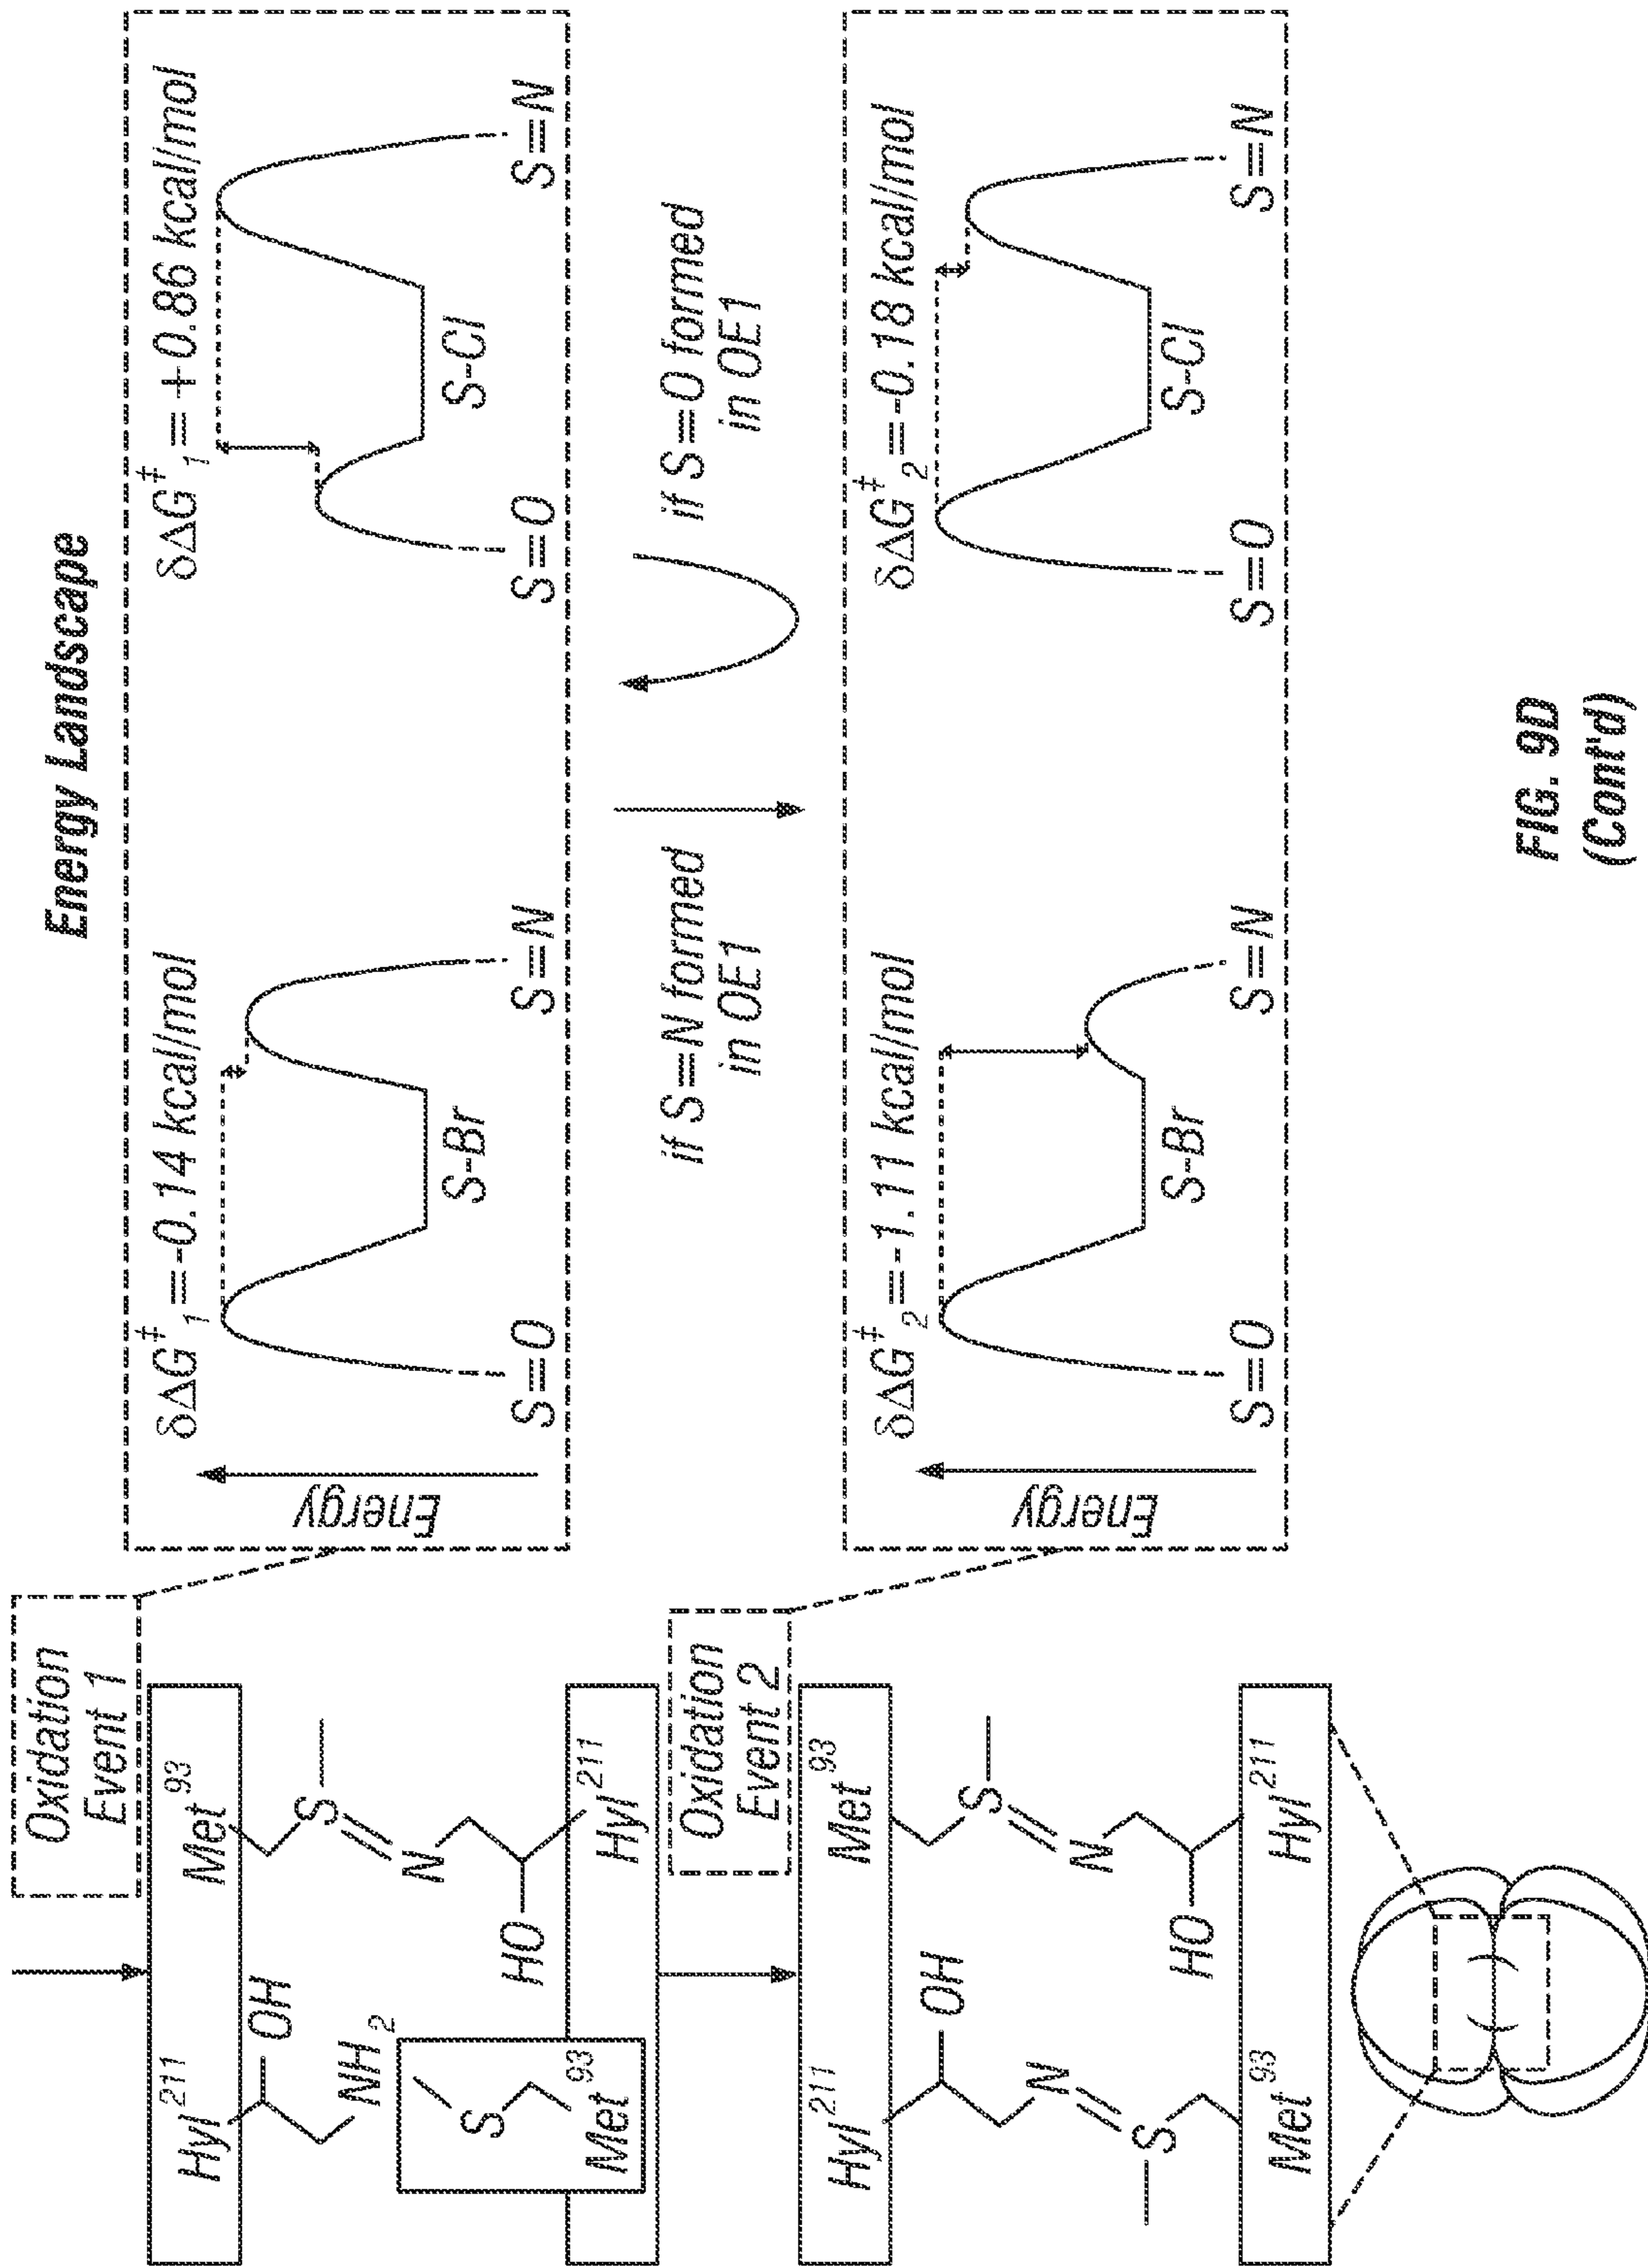 Energy Landscape
Oxidation
Event 1
δΔG‡1=-0.14 kcal/mol
δΔG‡1=+0.86 kcal/mol
Energy
S=O
S-Br
S=N
S=O
S-Cl
S=N
Hyl211
Met93
OH
NH2
S
S
N
HO
Met93
Hyl211
if S=N formed
in OE1
if S=O formed
in OE1
Oxidation
Event 2
δΔG‡2=-1.11 kcal/mol
δΔG‡2=-0.18 kcal/mol
Energy
S=O
S-Br
S=N
S=O
S-Cl
S=N
Hyl211
Met93
OH
S
N
N
S
HO
Met93
Hyl211
FIG. 9D
(Cont'd)